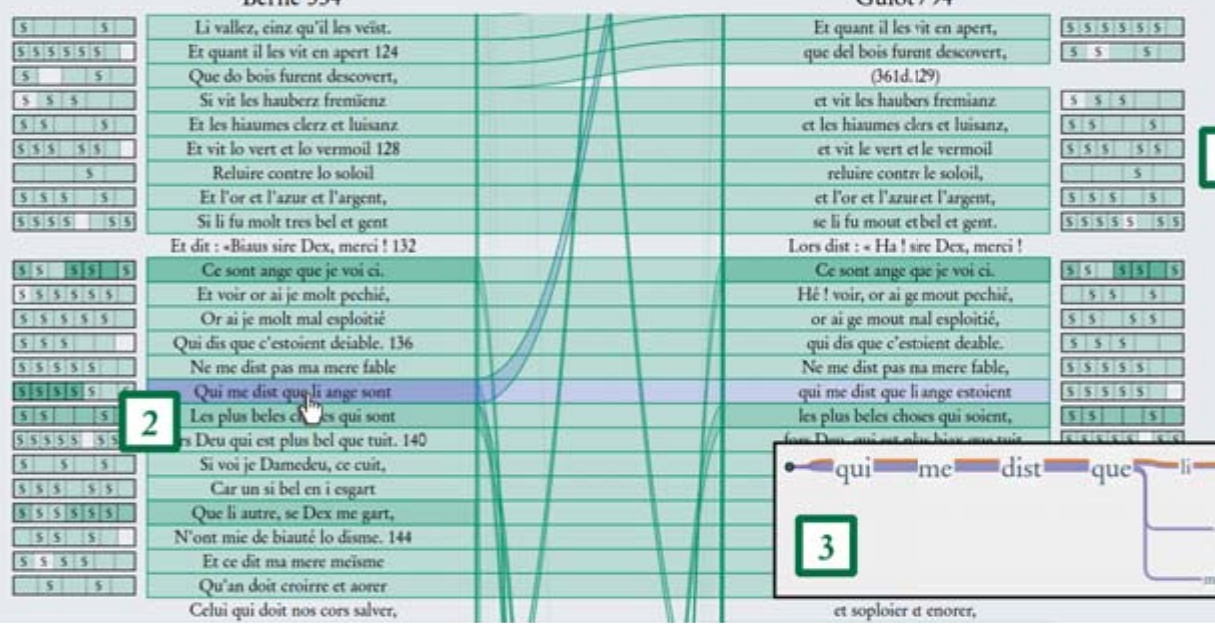 Berne 354
Li vallez, einz qu'il les veïst.
Et quant il les vit en apert 124
Que do bois furent descovert,
Si vit les hauberz fremïenz
Et les hiaumes clerz et luisanz
Et vit lo vert et lo vermoil 128
Reluire contre lo soloil
Et l'or et l'azur et l'argent,
Si li fu molt tres bel et gent
Et dit : «Biaus sire Dex, merci ! 132
Ce sont ange que je voi ci.
Et voir or ai je molt pechié,
Or ai je molt mal esploitié
Qui dis que c'estoient deiable. 136
Ne me dist pas ma mere fable
Qui me dist que li ange sont
Les plus beles choses qui sont
Deu qui est plus bel que tuit. 140
Si voi je Damedeu, ce cuit,
Car un si bel en i esgart
Que li autre, se Dex me gart,
N'ont mie de biauté lo disme. 144
Et ce dit ma mere meïsme
Qu'an doit croirre et aorer
Celui qui doit nos cors salver,
Guiot 794
Et quant il les vit en apert,
que del bois furent descovert,
(361d.129)
et vit les haubers fremianz
et les hiaumes clers et luisanz,
et vit le vert et le vermoil
reluire contre le soloil,
et l'or et l'azur et l'argent,
se li fu mout et bel et gent.
Lors dist : « Ha ! sire Dex, merci !
Ce sont ange que je voi ci.
Hé ! voir, or ai ge mout pechié,
or ai ge mout mal esploitié,
qui dis que c'estoient deable.
Ne me dist pas ma mere fable,
qui me dist que li ange estoient
les plus beles choses qui soient,
fors Deu, qui est plus biax que tuit.
et soploier et enorer,
2
3
qui me dist que li